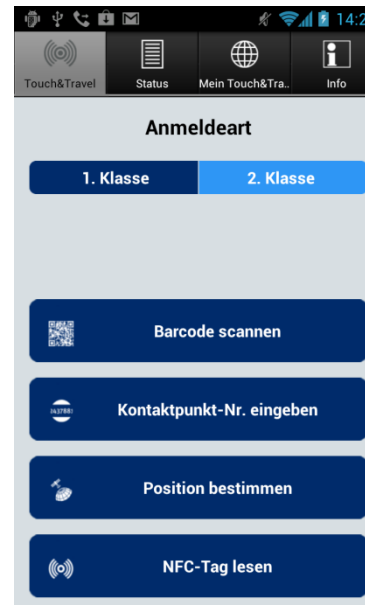 14:2
Touch&Travel
Status
Mein Touch&Tra..
Info
Anmeldeart
1. Klasse
2. Klasse
Barcode scannen
Kontaktpunkt-Nr. eingeben
Position bestimmen
NFC-Tag lesen